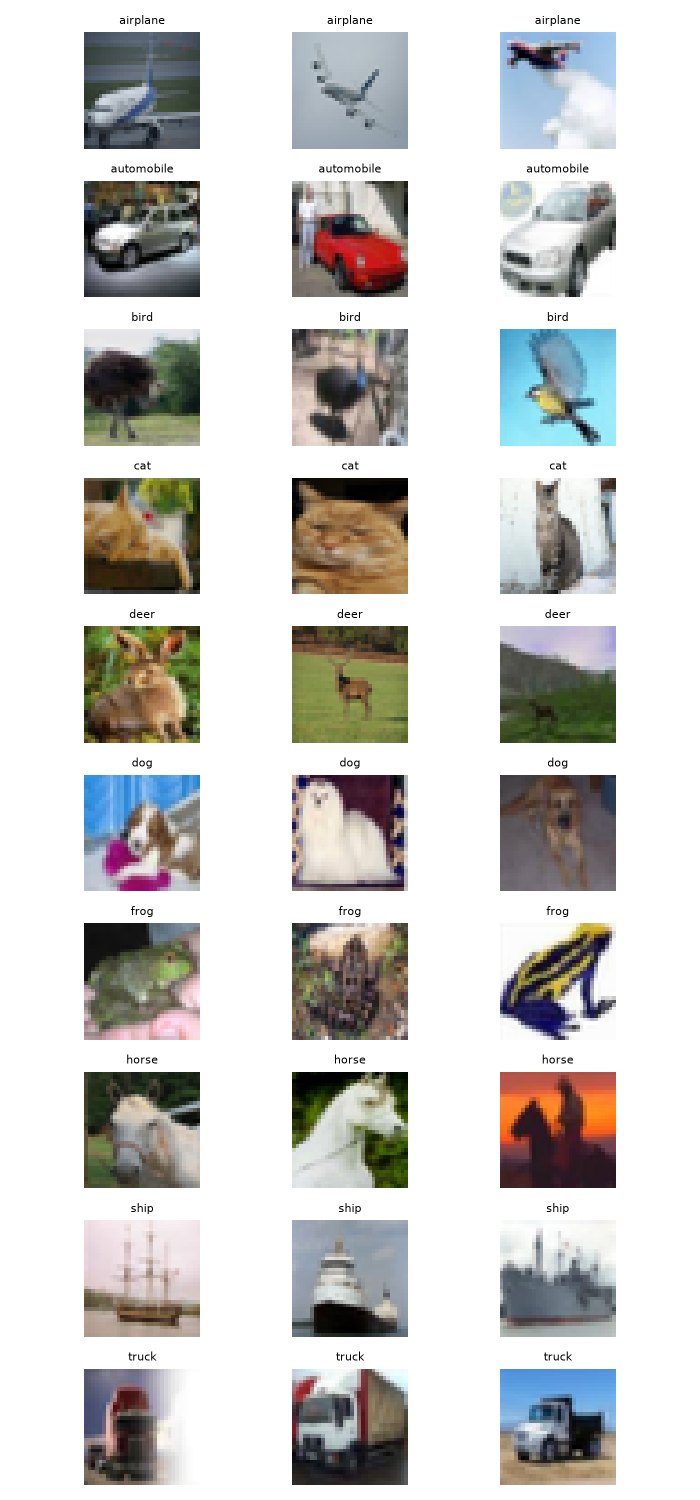 airplane airplane airplane
automobile automobile automobile
bird bird bird
cat cat cat
deer deer deer
dog dog dog
frog frog frog
horse horse horse
ship ship ship
truck truck truck